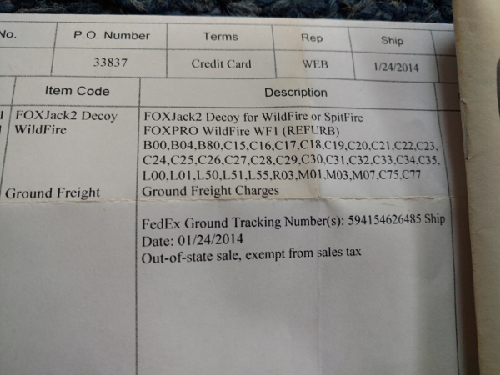 No. P.O. Number Terms Rep Ship
33837 Credit Card WEB 1/24/2014
Item Code Description
FOXJack2 Decoy FOXJack2 Decoy for WildFire or SpitFire
WildFire FOXPRO WildFire WF1 (REFURB)
B00,B04,B80,C15,C16,C17,C18,C19,C20,C21,C22,C23,
C24,C25,C26,C27,C28,C29,C30,C31,C32,C33,C34,C35,
L00,L01,L50,L51,L55,R03,M01,M03,M07,C75,C77
Ground Freight Ground Freight Charges
FedEx Ground Tracking Number(s): 594154626485 Ship
Date: 01/24/2014
Out-of-state sale, exempt from sales tax